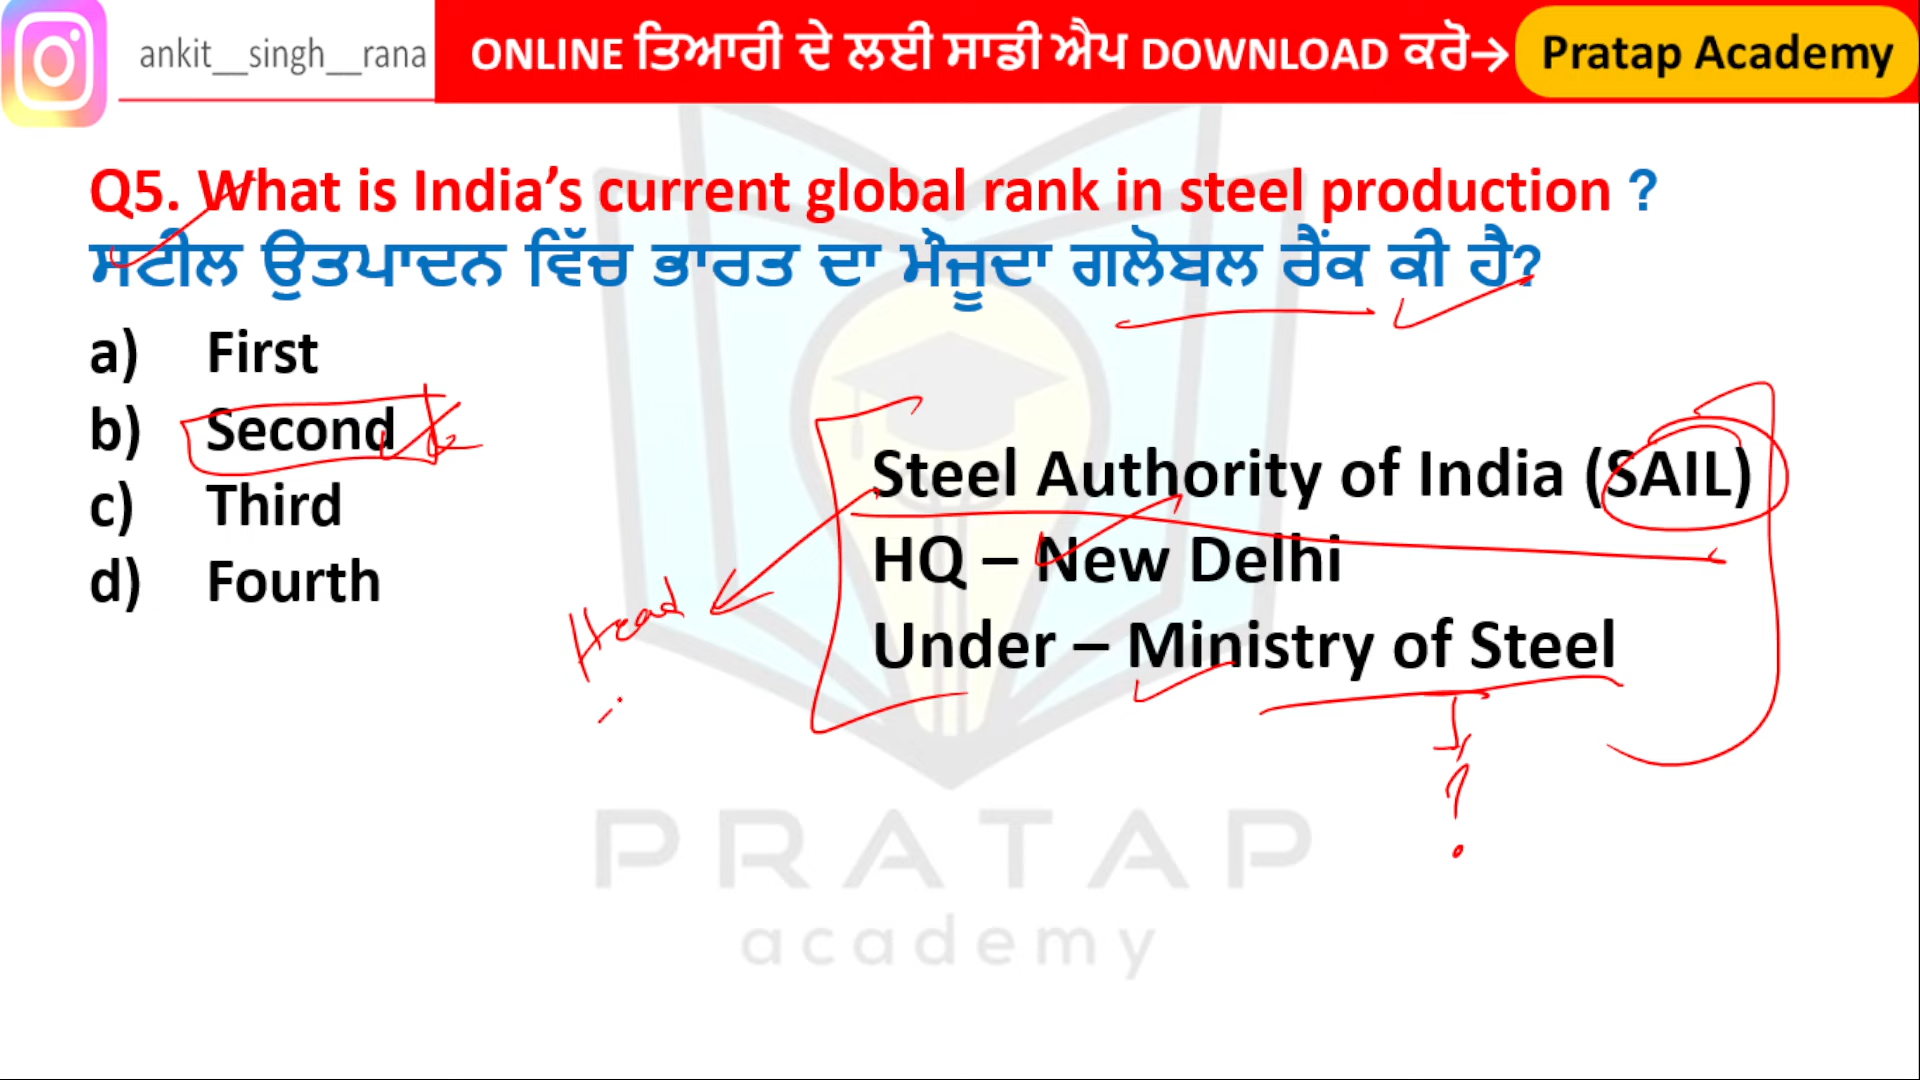 ankit__singh__rana
ONLINE ਤਿਆਰੀ ਦੇ ਲਈ ਸਾਡੀ ਐਪ DOWNLOAD ਕਰੋ→
Pratap Academy
Q5. What is India’s current global rank in steel production ?
ਸਟੀਲ ਉਤਪਾਦਨ ਵਿੱਚ ਭਾਰਤ ਦਾ ਮੌਜੂਦਾ ਗਲੋਬਲ ਰੈਂਕ ਕੀ ਹੈ?
a) First
b) Second
c) Third
d) Fourth
Steel Authority of India (SAIL)
HQ – New Delhi
Under – Ministry of Steel
Head
?
PRATAP
academy